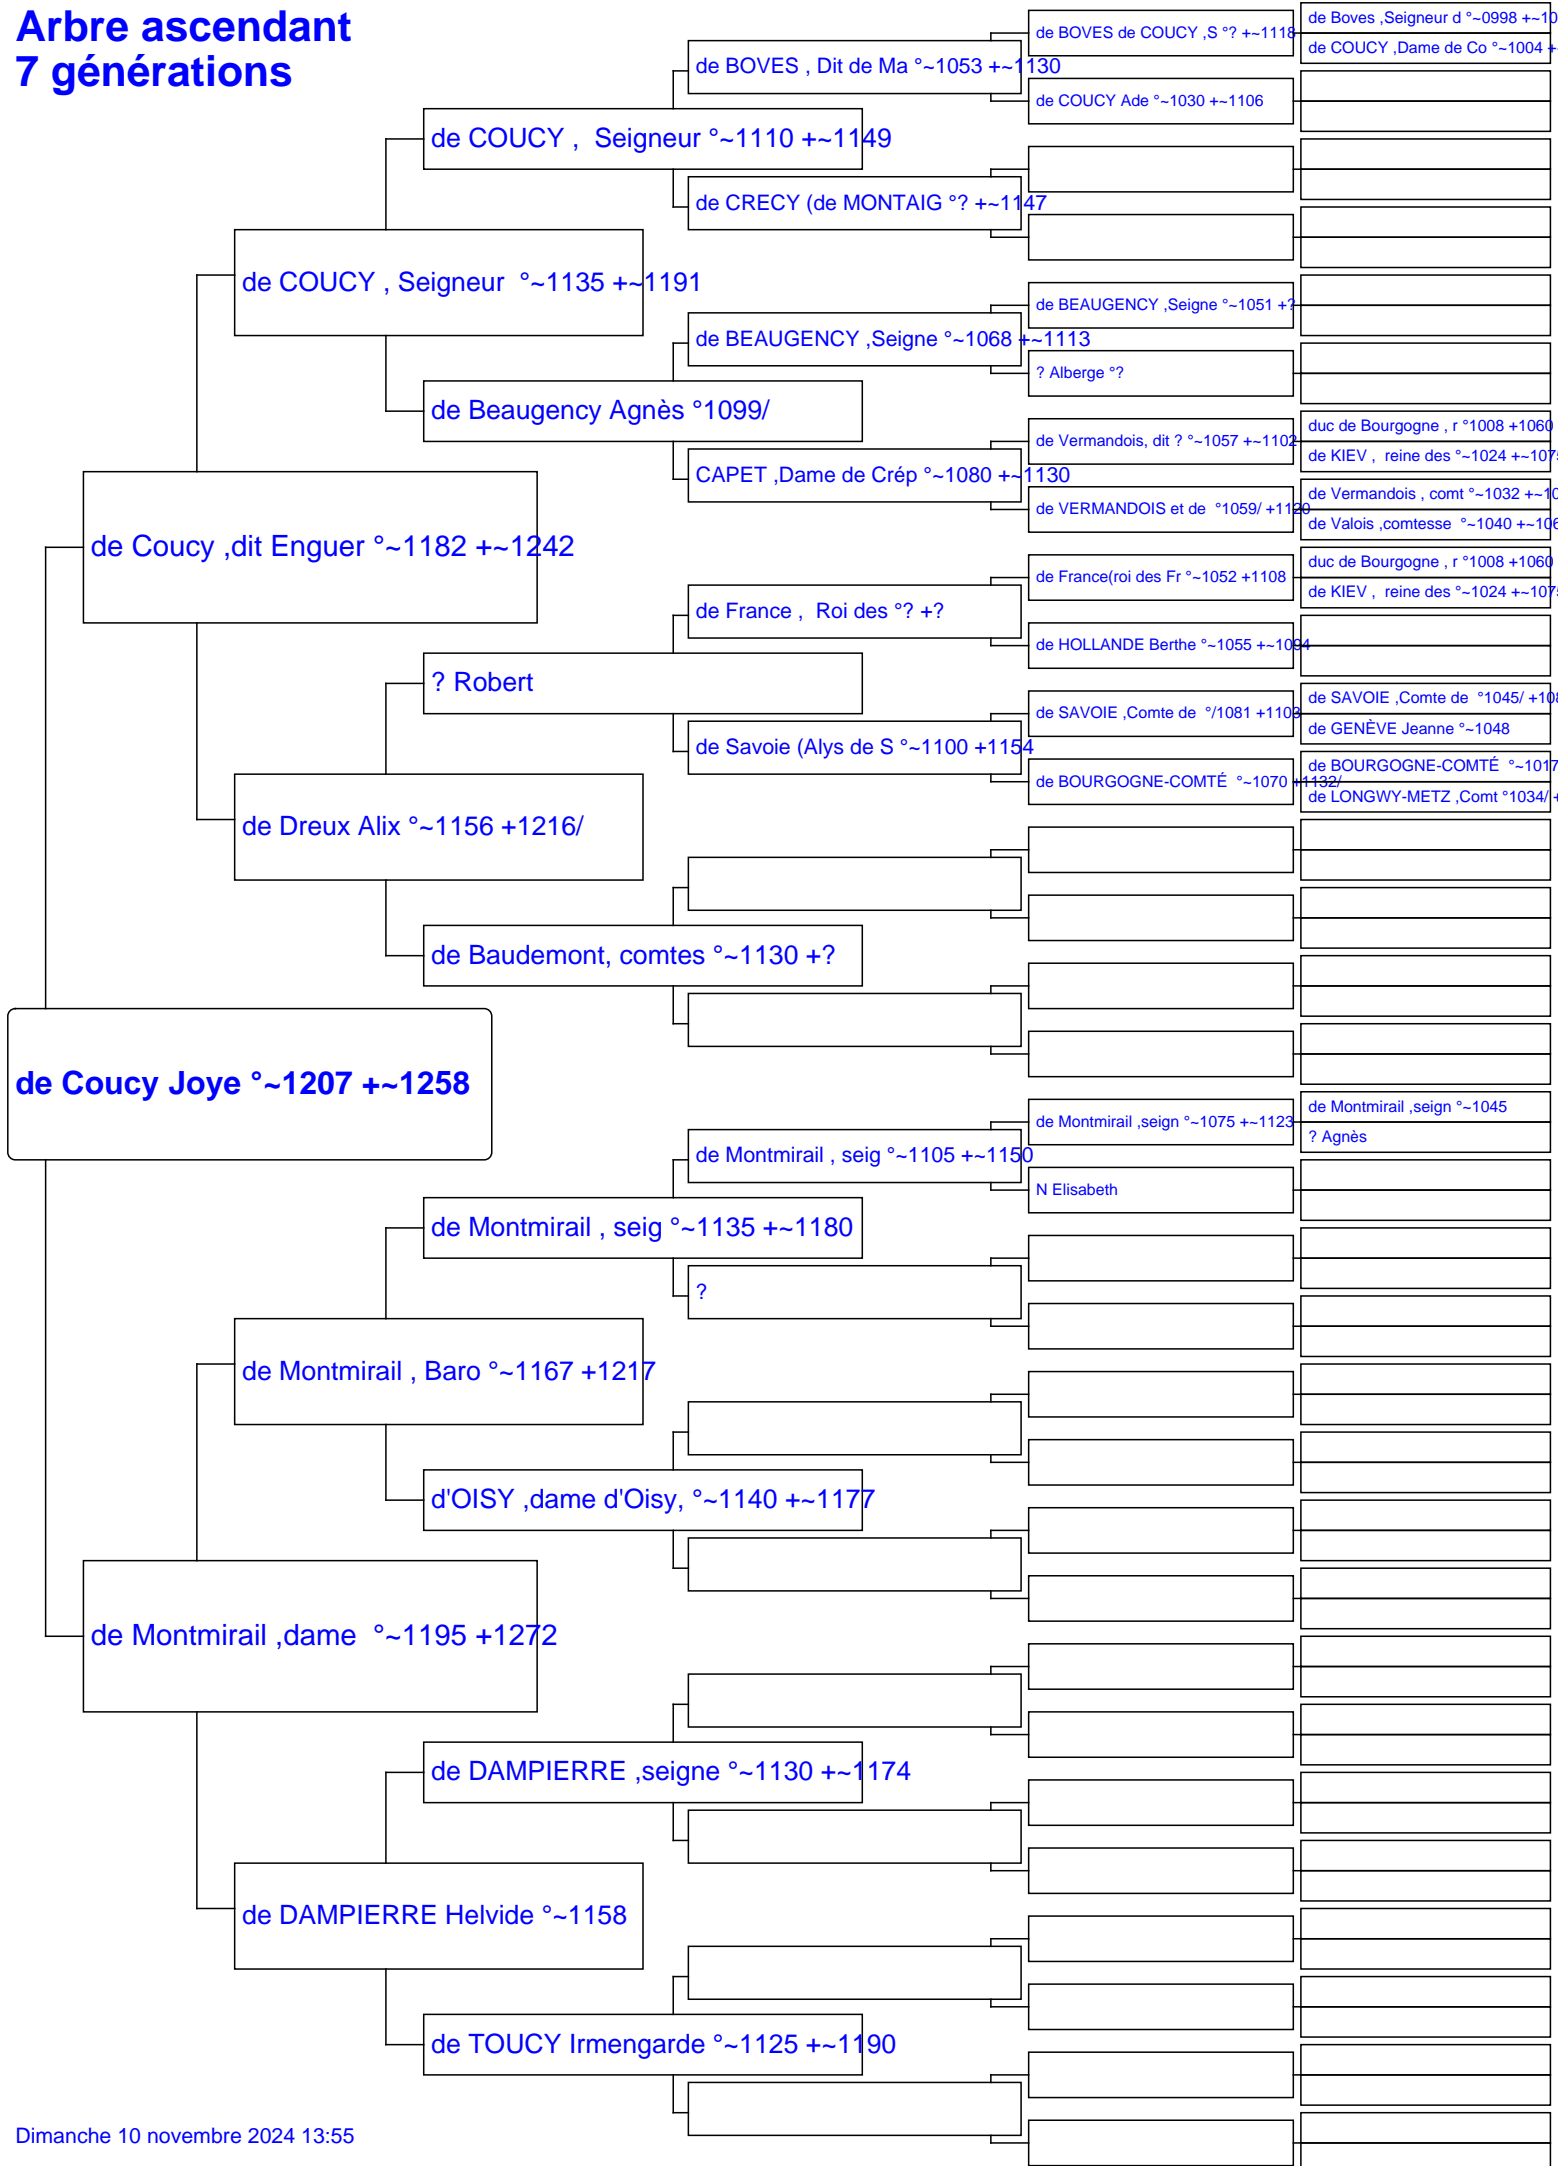 Arbre ascendant
7 générations
de Coucy Joye °~1207 +~1258
de Coucy ,dit Enguer °~1182 +~1242
de Montmirail ,dame  °~1195 +1272
de COUCY , Seigneur  °~1135 +~1191
de Dreux Alix °~1156 +1216/
de Montmirail , Baro °~1167 +1217
de DAMPIERRE Helvide °~1158
de COUCY ,  Seigneur °~1110 +~1149
de Beaugency Agnès °1099/
? Robert
de Baudemont, comtes °~1130 +?
de Montmirail , seig °~1135 +~1180
d'OISY ,dame d'Oisy, °~1140 +~1177
de DAMPIERRE ,seigne °~1130 +~1174
de TOUCY Irmengarde °~1125 +~1190
de BOVES , Dit de Ma °~1053 +~1130
de CRECY (de MONTAIG °? +~1147
de BEAUGENCY ,Seigne °~1068 +~1113
CAPET ,Dame de Crép °~1080 +~1130
de France ,  Roi des °? +?
de Savoie (Alys de S °~1100 +1154
de Montmirail , seig °~1105 +~1150
?
de BOVES de COUCY ,S °? +~1118
de COUCY Ade °~1030 +~1106
de BEAUGENCY ,Seigne °~1051 +?
? Alberge °?
de Vermandois, dit ? °~1057 +~1102
de VERMANDOIS et de  °1059/ +1120
de France(roi des Fr °~1052 +1108
de HOLLANDE Berthe °~1055 +~1094
de SAVOIE ,Comte de  °/1081 +1103
de BOURGOGNE-COMTÉ  °~1070 +1132/
de Montmirail ,seign °~1075 +~1123
N Elisabeth
de Boves ,Seigneur d °~0998 +~10
de COUCY ,Dame de Co °~1004 +
duc de Bourgogne , r °1008 +1060
de KIEV ,  reine des °~1024 +~1075
de Vermandois , comt °~1032 +~10
de Valois ,comtesse  °~1040 +~106
duc de Bourgogne , r °1008 +1060
de KIEV ,  reine des °~1024 +~1075
de SAVOIE ,Comte de  °1045/ +108
de GENÈVE Jeanne °~1048
de BOURGOGNE-COMTÉ  °~1017
de LONGWY-METZ ,Comt °1034/ +
de Montmirail ,seign °~1045
? Agnès
Dimanche 10 novembre 2024 13:55